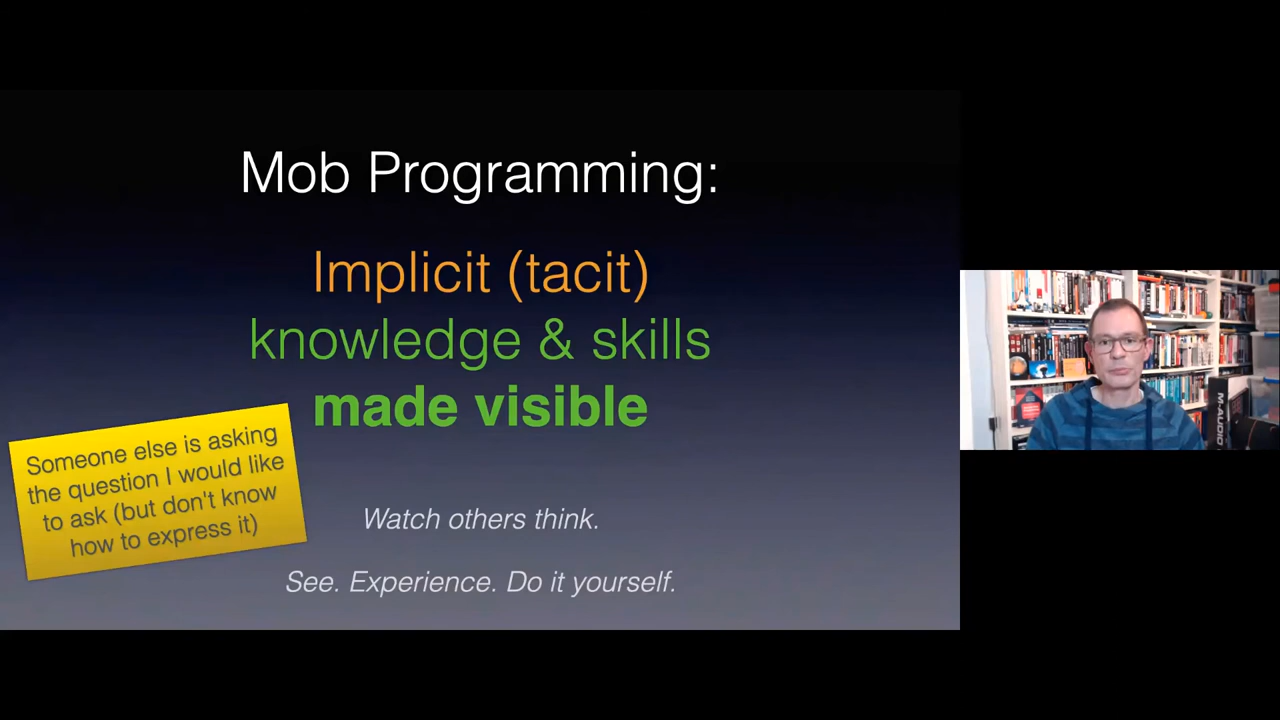 Mob Programming:
Implicit (tacit)
knowledge & skills
made visible
Someone else is asking
the question I would like
to ask (but don't know
how to express it)
Watch others think.
See. Experience. Do it yourself.
M-AUDIO